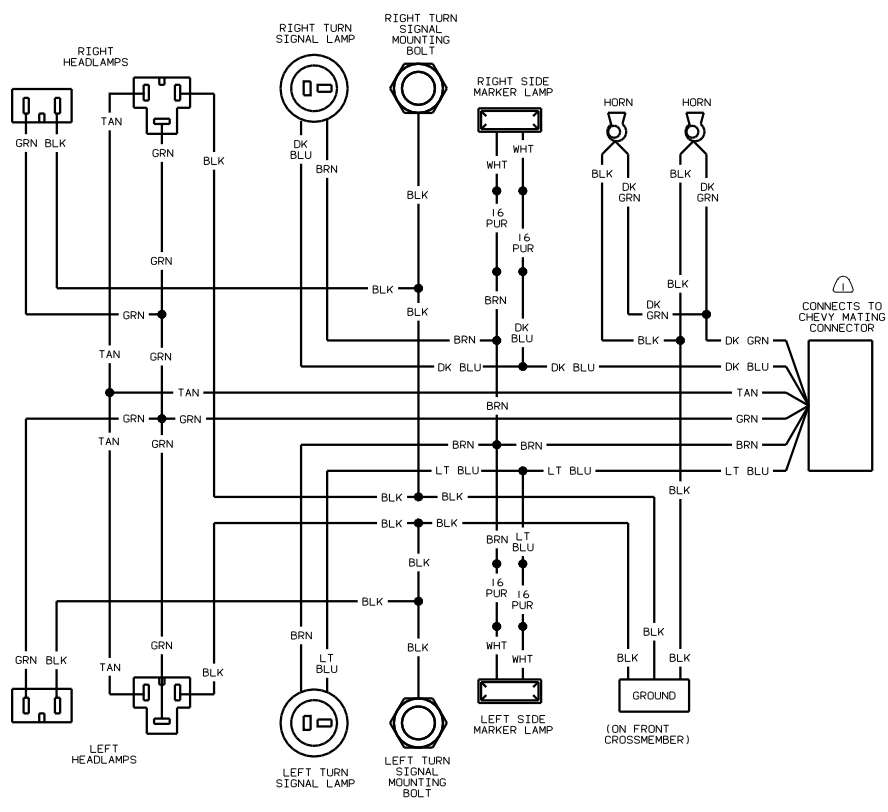 RIGHT TURN
SIGNAL
MOUNTING
BOLT
RIGHT TURN
SIGNAL LAMP
RIGHT
HEADLAMPS
RIGHT SIDE
MARKER LAMP
HORN
HORN
TAN
GRN
BLK
GRN
BLK
DK
BLU
BRN
WHT
WHT
BLK
DK
GRN
BLK
DK
GRN
BLK
16
PUR
16
PUR
GRN
BLK
BLK
GRN
BLK
BRN
DK
BLU
DK
GRN
1
CONNECTS TO
CHEVY MATING
CONNECTOR
TAN
GRN
BRN
BLK
DK GRN
DK BLU
DK BLU
DK BLU
TAN
TAN
BRN
GRN
GRN
GRN
TAN
GRN
BRN
BRN
BRN
LT BLU
LT BLU
LT BLU
BLK
BLK
BLK
BLK
BLK
BRN
LT
BLU
BLK
16
PUR
16
PUR
BLK
BRN
BLK
GRN
BLK
TAN
GRN
BLK
LT
BLU
BLK
WHT
WHT
BLK
BLK
GROUND
(ON FRONT
CROSSMEMBER)
LEFT
HEADLAMPS
LEFT TURN
SIGNAL LAMP
LEFT TURN
SIGNAL
MOUNTING
BOLT
LEFT SIDE
MARKER LAMP